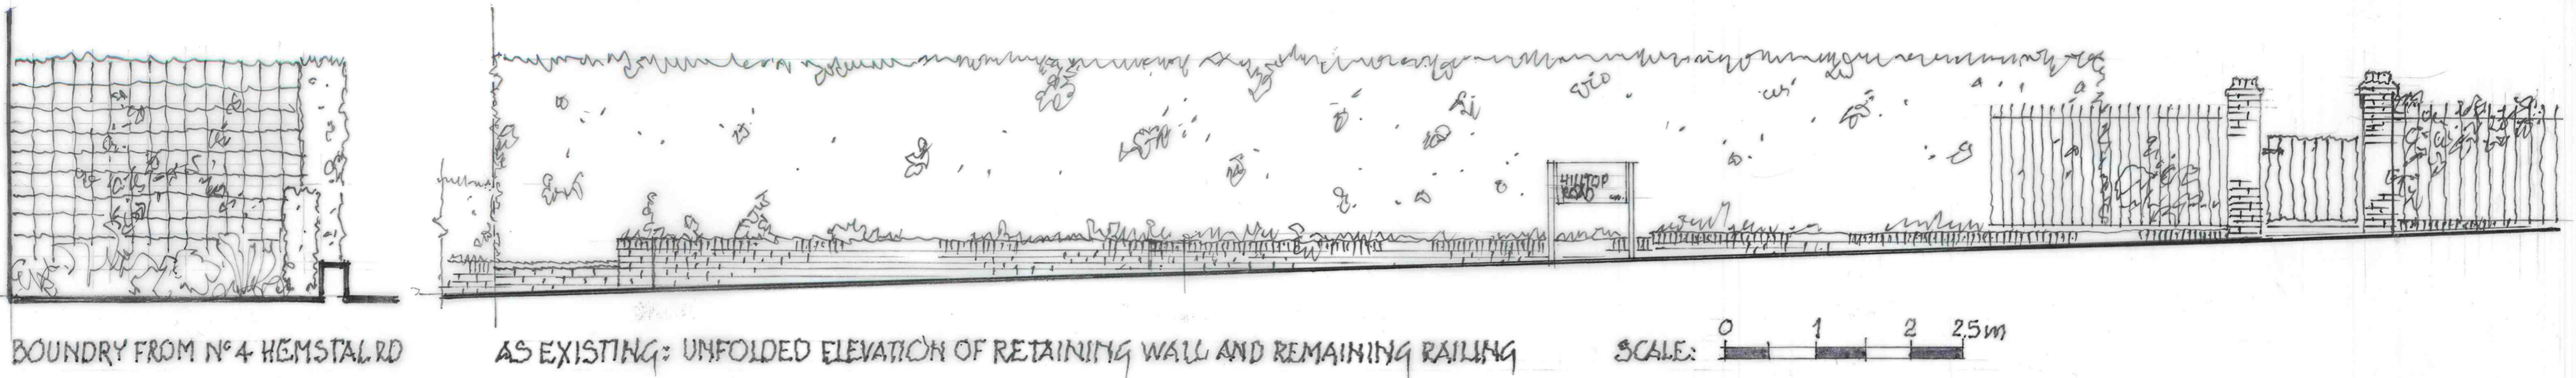 HILLTOP
ROAD
BOUNDRY FROM Nº 4 HEMSTAL RD
AS EXISTING: UNFOLDED ELEVATION OF RETAINING WALL AND REMAINING RAILING
SCALE: 0 1 2 2,5m